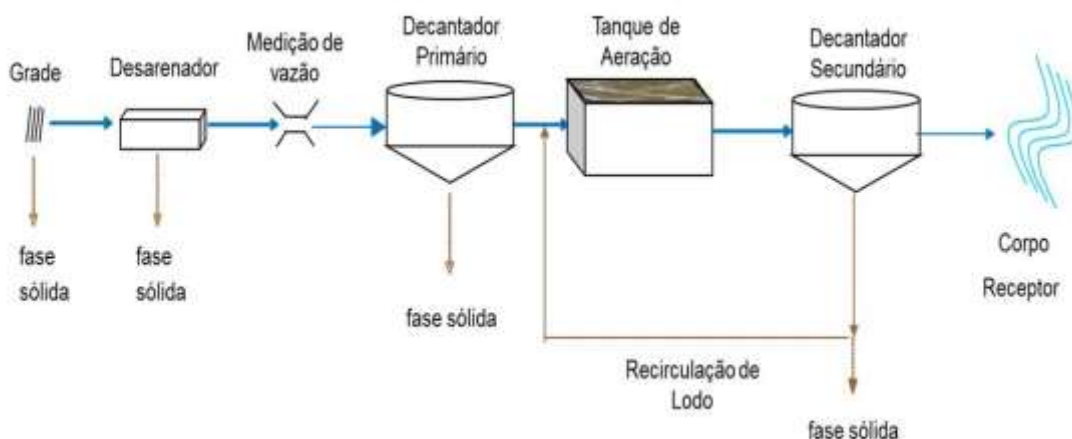 Grade
Desarenador
Medição de
vazão
Decantador
Primário
Tanque de
Aeração
Decantador
Secundário
fase
sólida
fase
sólida
fase sólida
Recirculação de
Lodo
fase sólida
Corpo
Receptor